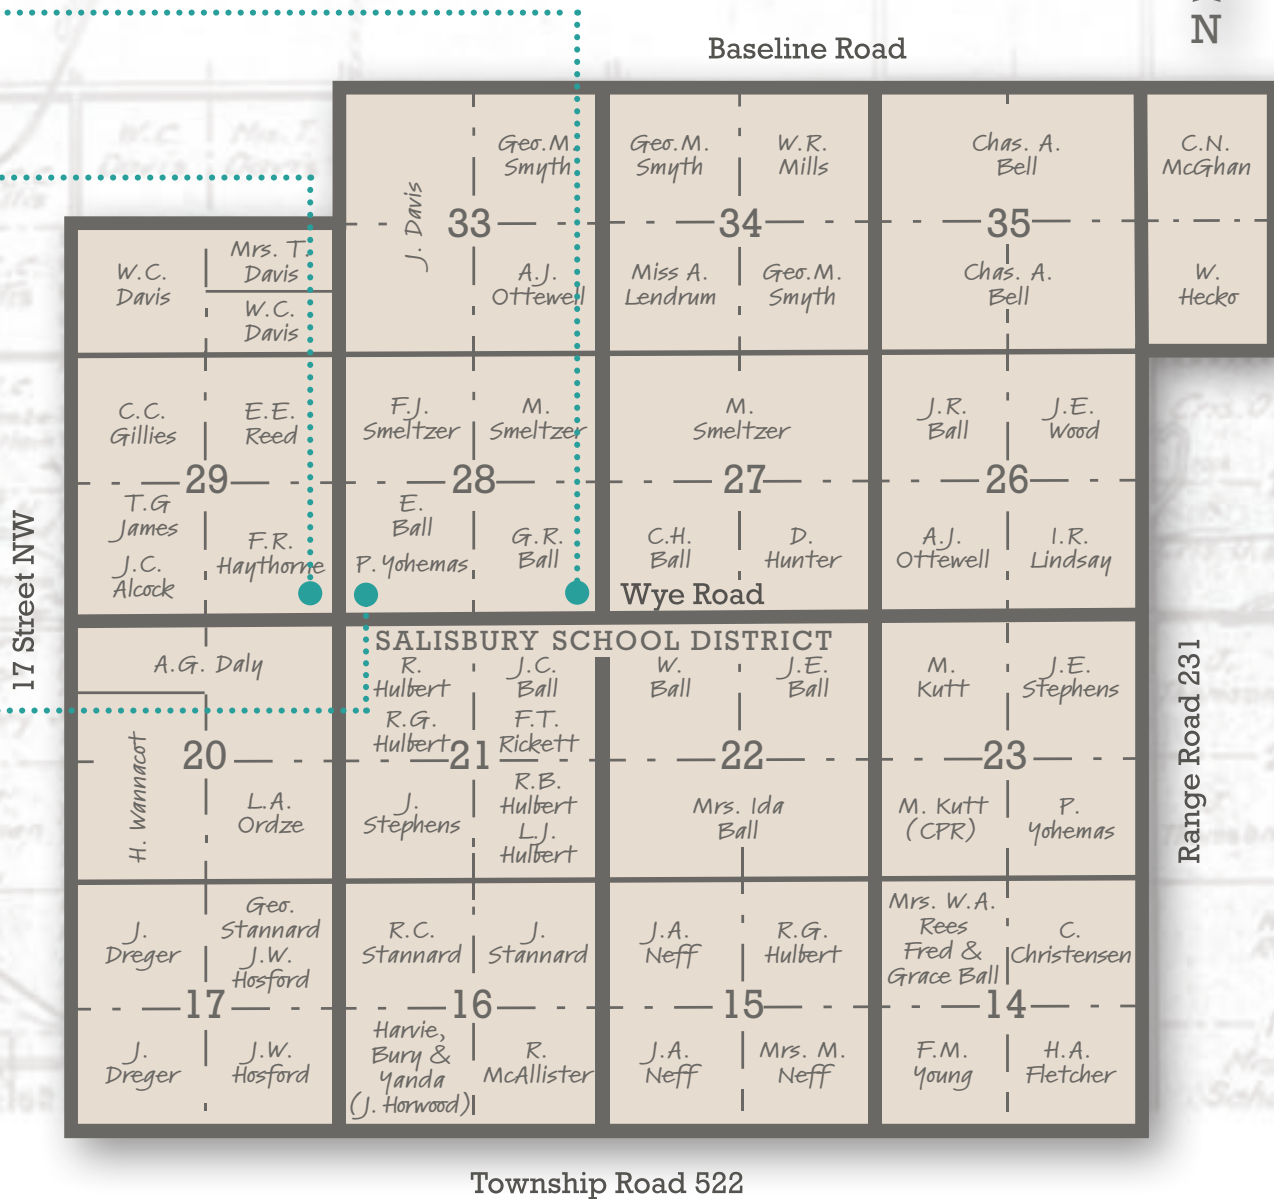 N
Baseline Road
Geo.M.
Smyth
J. Davis
33
A.J.
Ottewell
Geo.M.
Smyth
W.R.
Mills
34
Miss A.
Lendrum
Geo.M.
Smyth
Chas. A.
Bell
35
Chas. A.
Bell
C.N.
McGhan
W.
Hecko
W.C.
Davis
Mrs. T.
Davis
W.C.
Davis
C.C.
Gillies
E.E.
Reed
29
T.G
James
J.C.
Alcock
F.R.
Haythorne
F.J.
Smeltzer
M.
Smeltzer
28
E.
Ball
P. Yohemas
G.R.
Ball
M.
Smeltzer
27
C.H.
Ball
D.
Hunter
J.R.
Ball
J.E.
Wood
26
A.J.
Ottewell
I.R.
Lindsay
Wye Road
17 Street NW
SALISBURY SCHOOL DISTRICT
A.G. Daly
20
H. Wannacot
L.A.
Ordze
R.
Hulbert
J.C.
Ball
R.G.
Hulbert
F.T.
Rickett
21
J.
Stephens
R.B.
Hulbert
L.J.
Hulbert
W.
Ball
J.E.
Ball
22
Mrs. Ida
Ball
M.
Kutt
J.E.
Stephens
23
M. Kutt
(CPR)
P.
Yohemas
Range Road 231
J.
Dreger
Geo.
Stannard
J.W.
Hosford
17
J.
Dreger
J.W.
Hosford
R.C.
Stannard
J.
Stannard
16
Harvie,
Bury &
Yanda
(J. Horwood)
R.
McAllister
J.A.
Neff
R.G.
Hulbert
15
J.A.
Neff
Mrs. M.
Neff
Mrs. W.A.
Rees
Fred &
Grace Ball
C.
Christensen
14
F.M.
Young
H.A.
Fletcher
Township Road 522